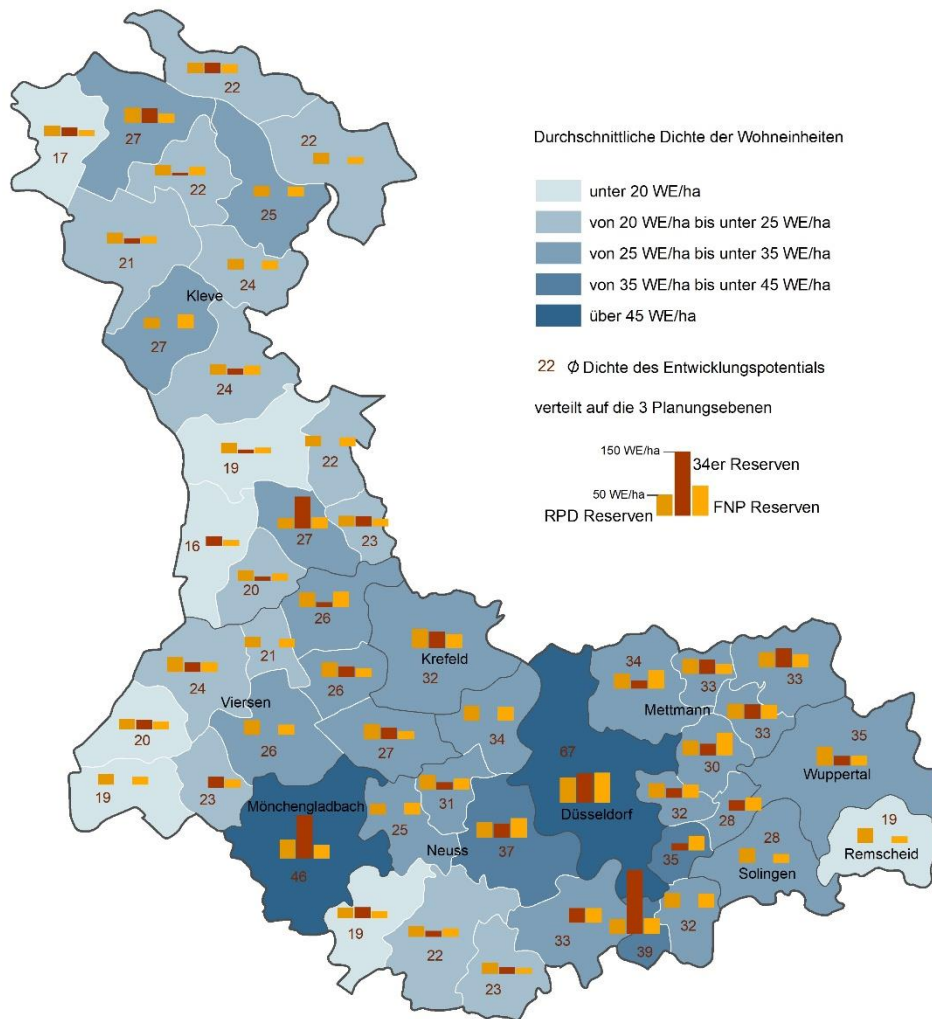 22
27
17
22
22
25
21
24
Kleve
27
24
19
22
16
27
23
20
26
21
Krefeld
32
24
26
Viersen
26
27
34
20
19
23
Mönchengladbach
46
25
31
Neuss
37
67
Düsseldorf
34
33
33
Mettmann
33
30
35
Wuppertal
32
28
35
28
Solingen
19
Remscheid
19
22
23
33
39
32
Durchschnittliche Dichte der Wohneinheiten
unter 20 WE/ha
von 20 WE/ha bis unter 25 WE/ha
von 25 WE/ha bis unter 35 WE/ha
von 35 WE/ha bis unter 45 WE/ha
über 45 WE/ha
22 Ø Dichte des Entwicklungspotentials
verteilt auf die 3 Planungsebenen
150 WE/ha
34er Reserven
50 WE/ha
RPD Reserven
FNP Reserven